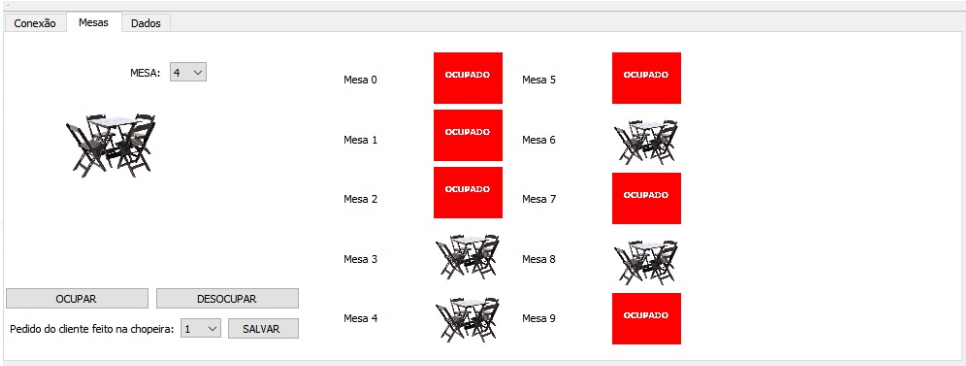 Conexão Mesas Dados
MESA: 4
Mesa 0 OCUPADO Mesa 5 OCUPADO
Mesa 1 OCUPADO Mesa 6
Mesa 2 OCUPADO Mesa 7 OCUPADO
Mesa 3 Mesa 8
OCUPAR DESOCUPAR
Pedido do cliente feito na chopeira: 1 SALVAR
Mesa 4 Mesa 9 OCUPADO